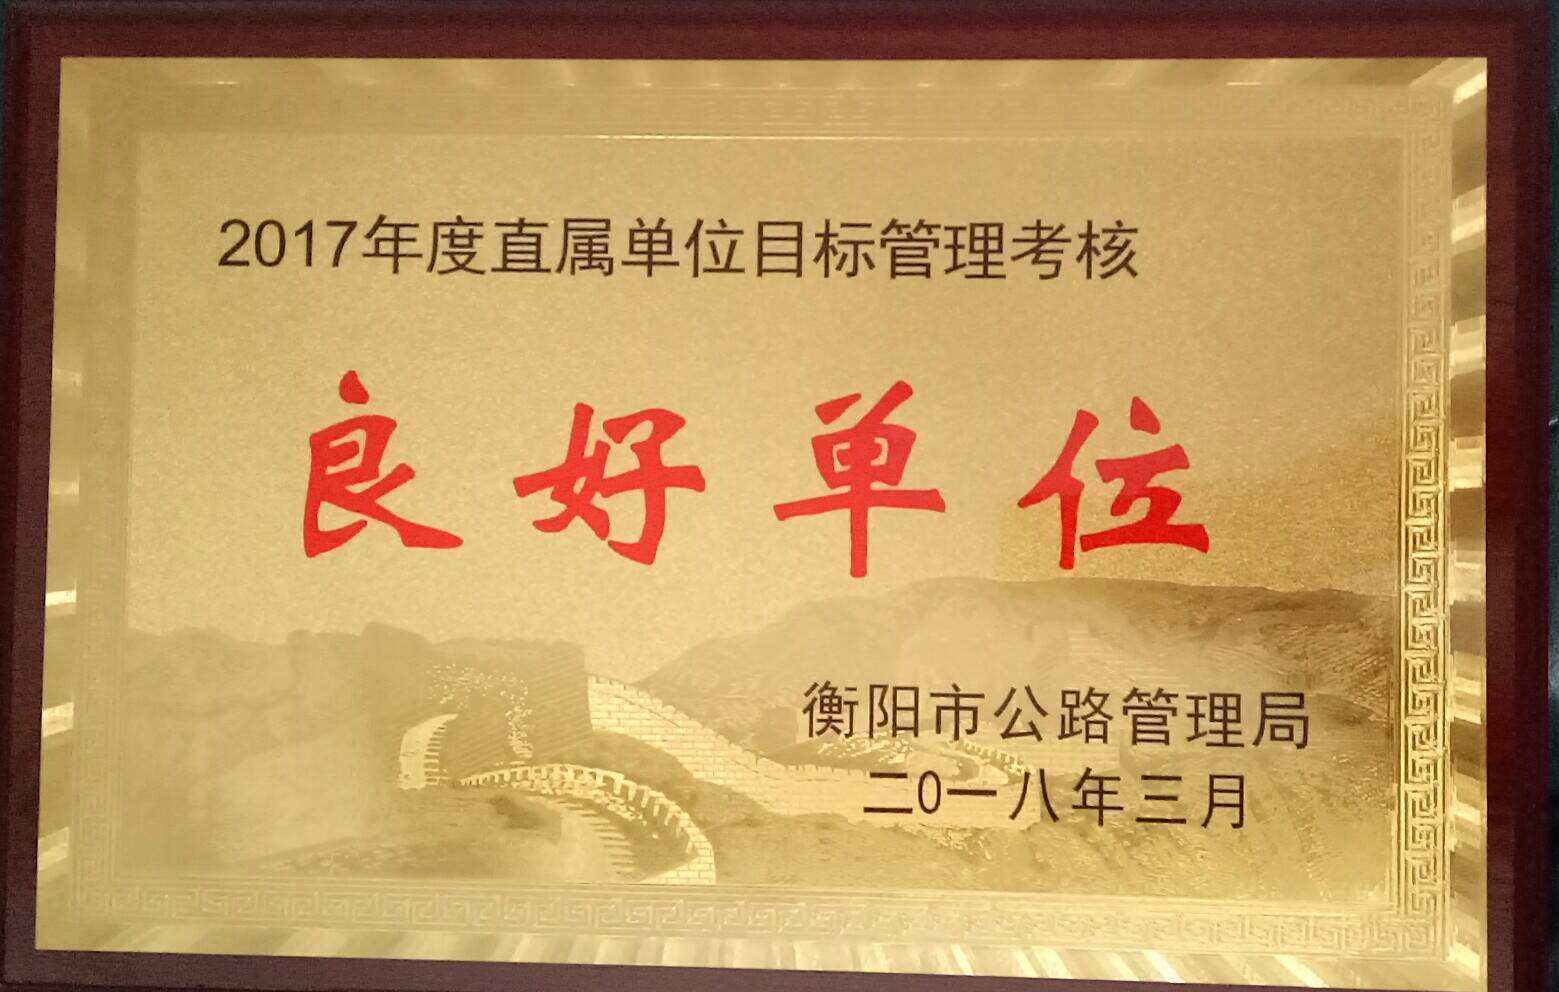 2017年度直属单位目标管理考核
良好单位
衡阳市公路管理局
二0一八年三月